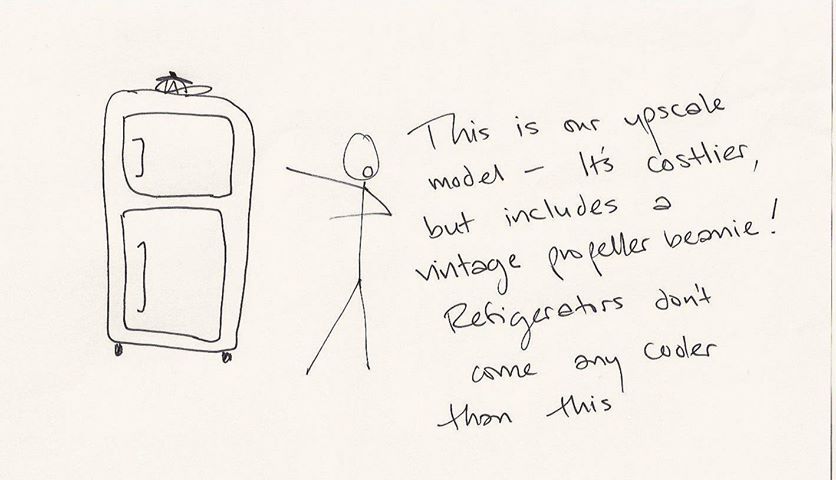 This is our upscale
model – It's costlier,
but includes a
vintage propeller beanie!
Refigerators don't
come any cooler
than this